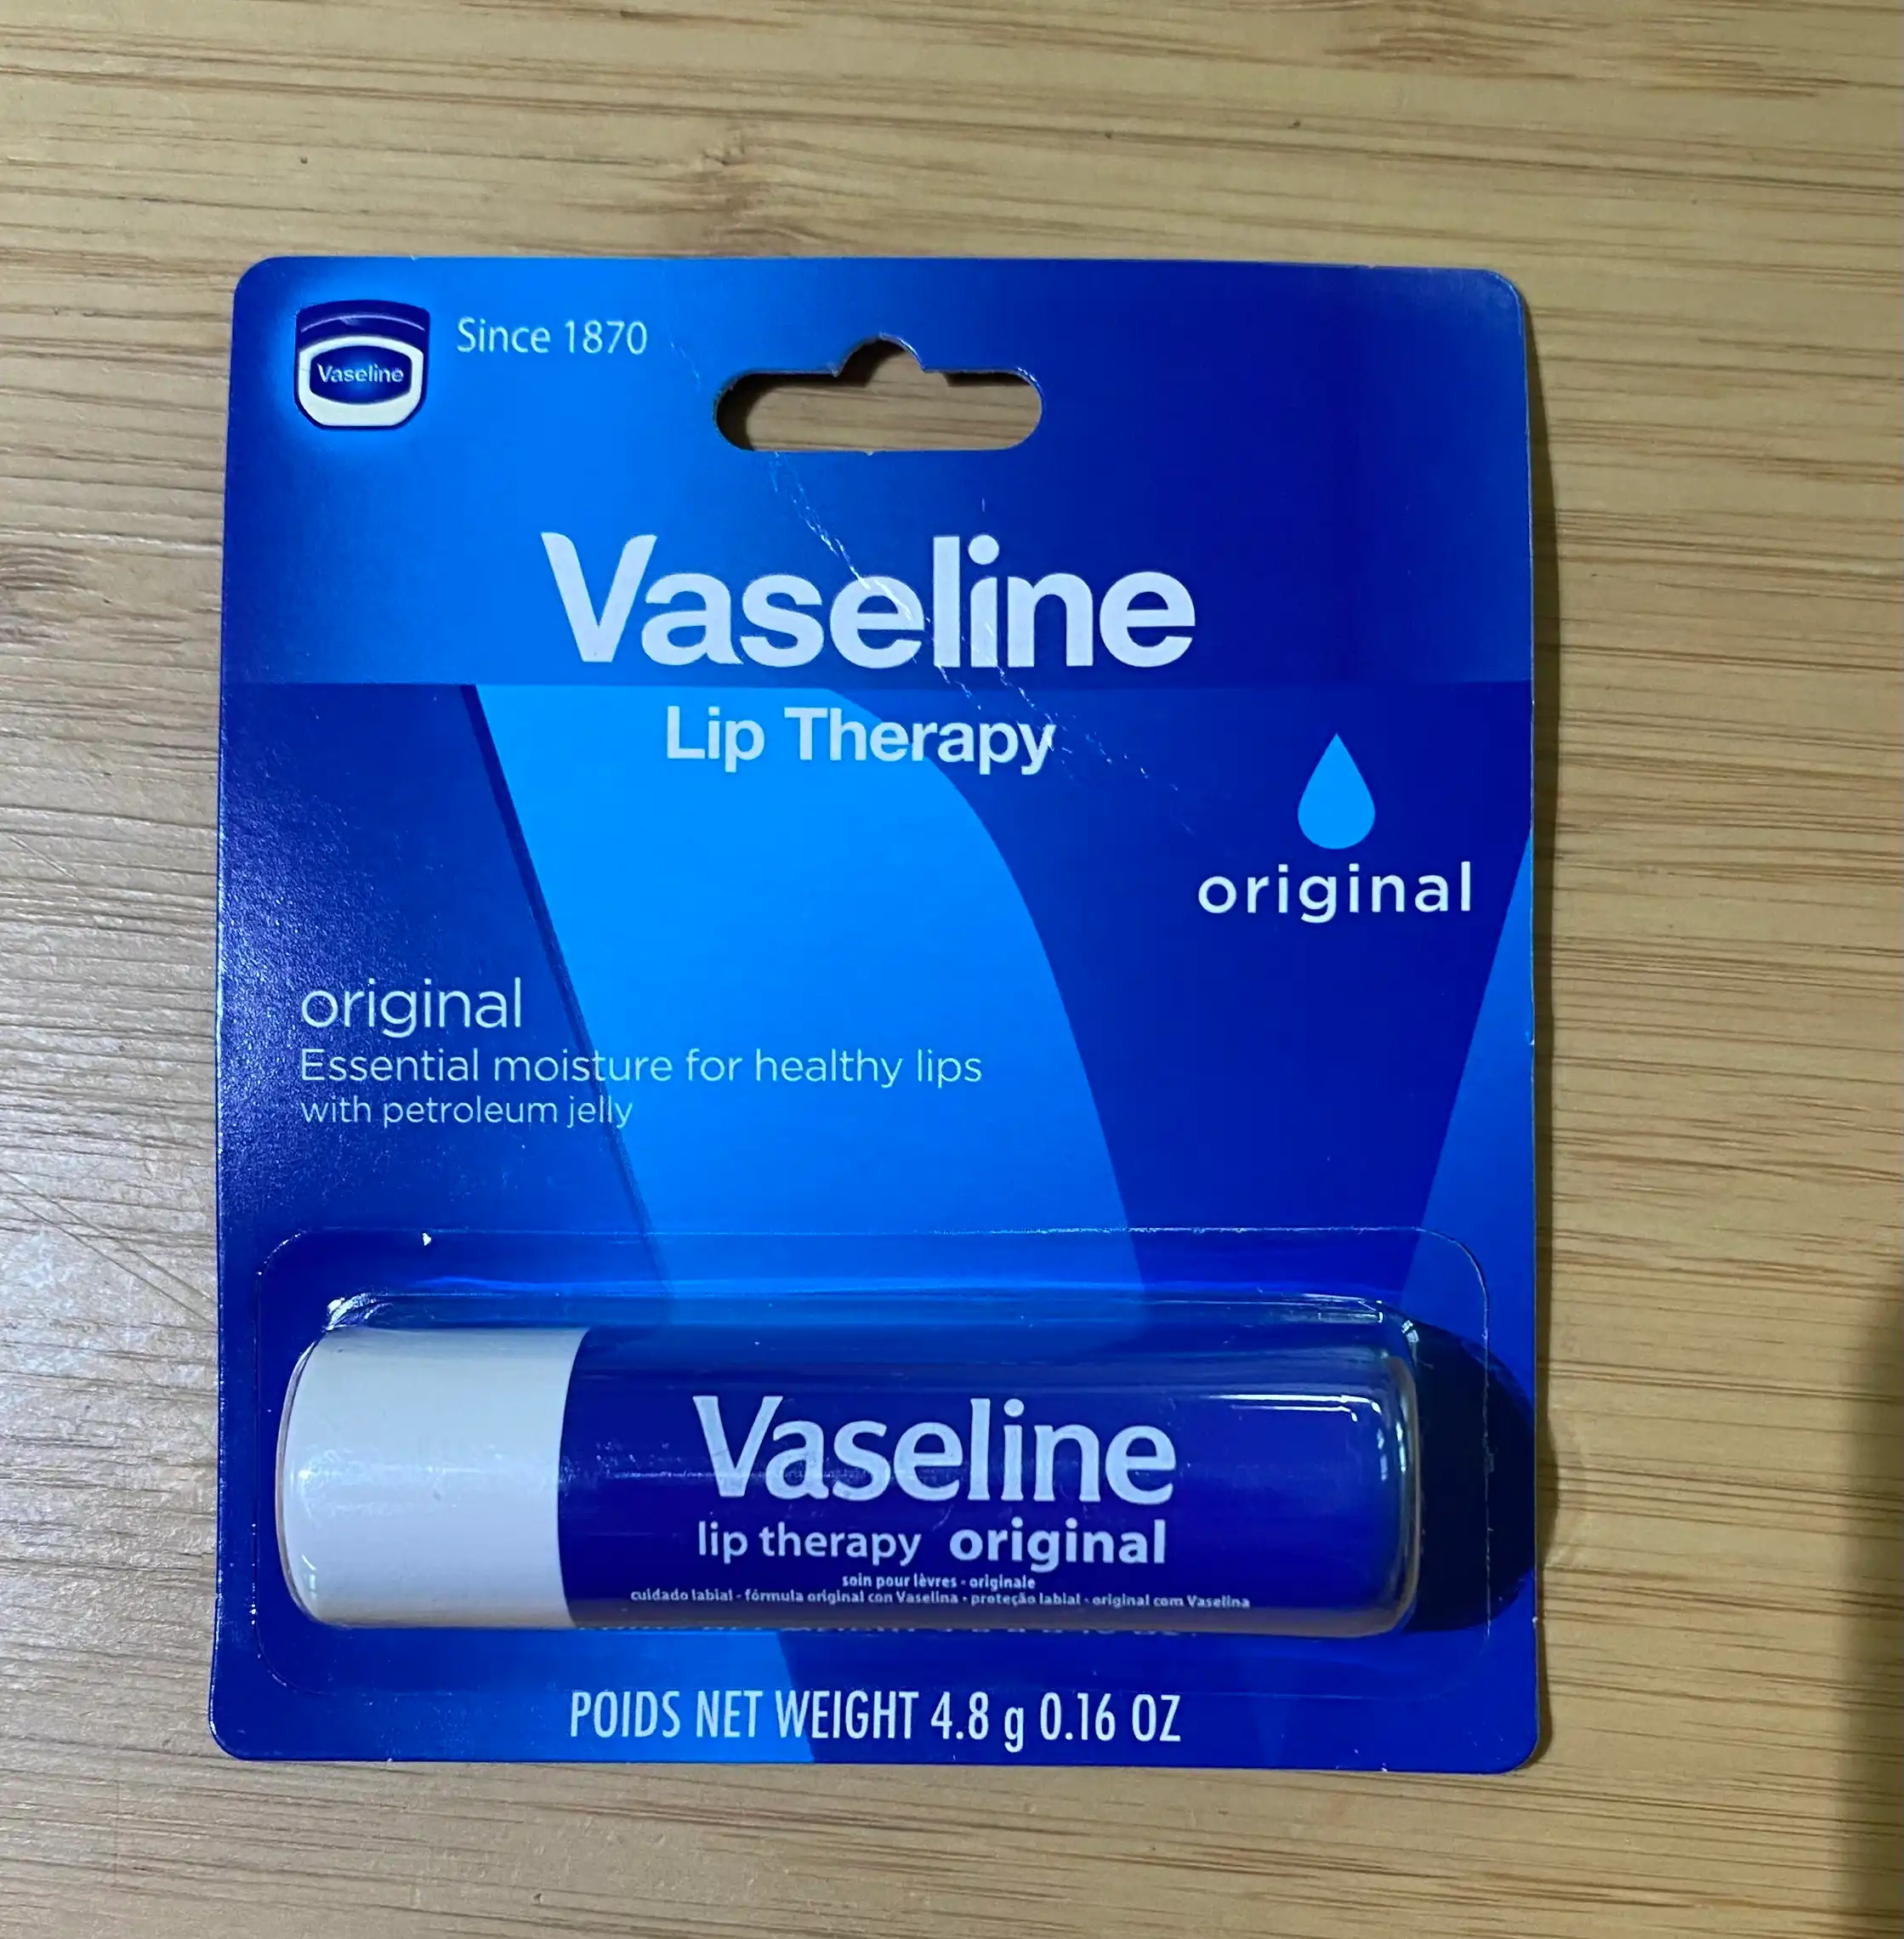 Vaseline
Since 1870
Vaseline
Lip Therapy
original
original
Essential moisture for healthy lips
with petroleum jelly
Vaseline
lip therapy original
soin pour lèvres - originale
cuidado labial - fórmula original con Vaselina - proteção labial - original com Vaselina
POIDS NET WEIGHT 4.8 g 0.16 OZ